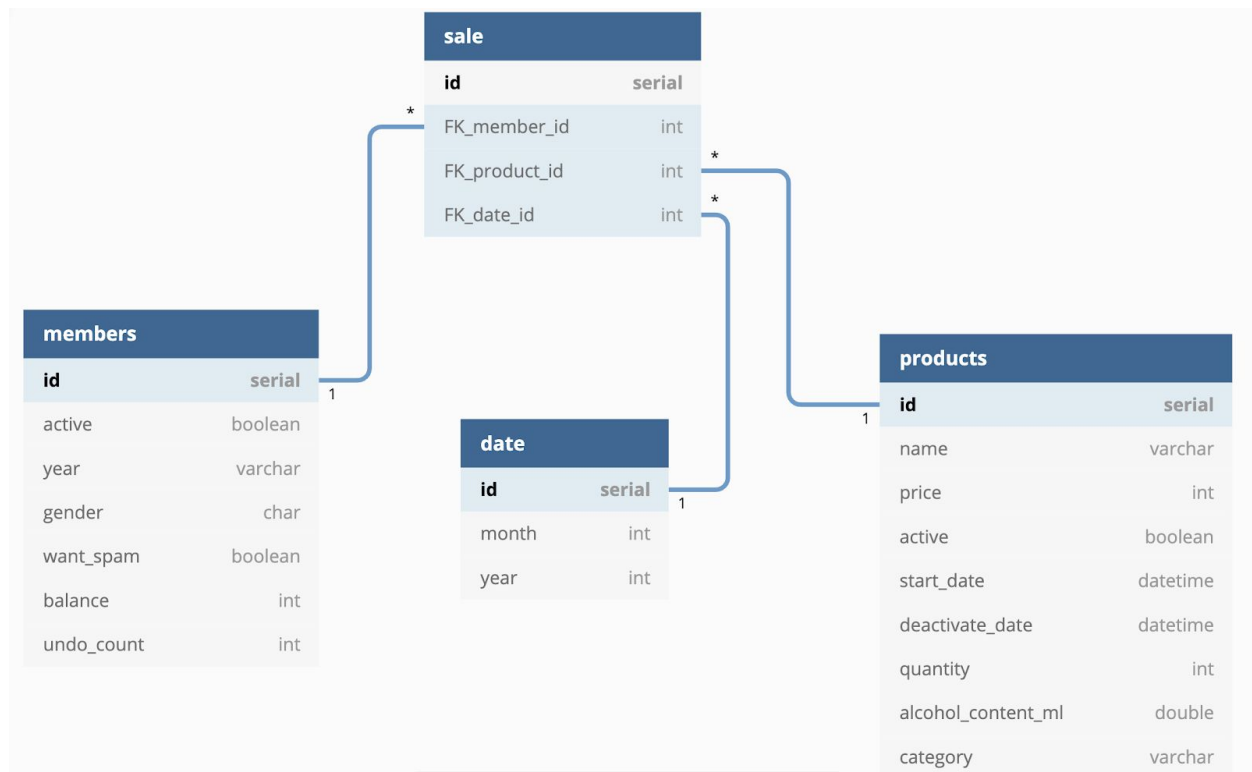 sale
id serial
*
FK_member_id int
*
FK_product_id int
*
FK_date_id int
members
id serial
1
active boolean
year varchar
gender char
want_spam boolean
balance int
undo_count int
date
id serial
1
month int
year int
products
id serial
1
name varchar
price int
active boolean
start_date datetime
deactivate_date datetime
quantity int
alcohol_content_ml double
category varchar